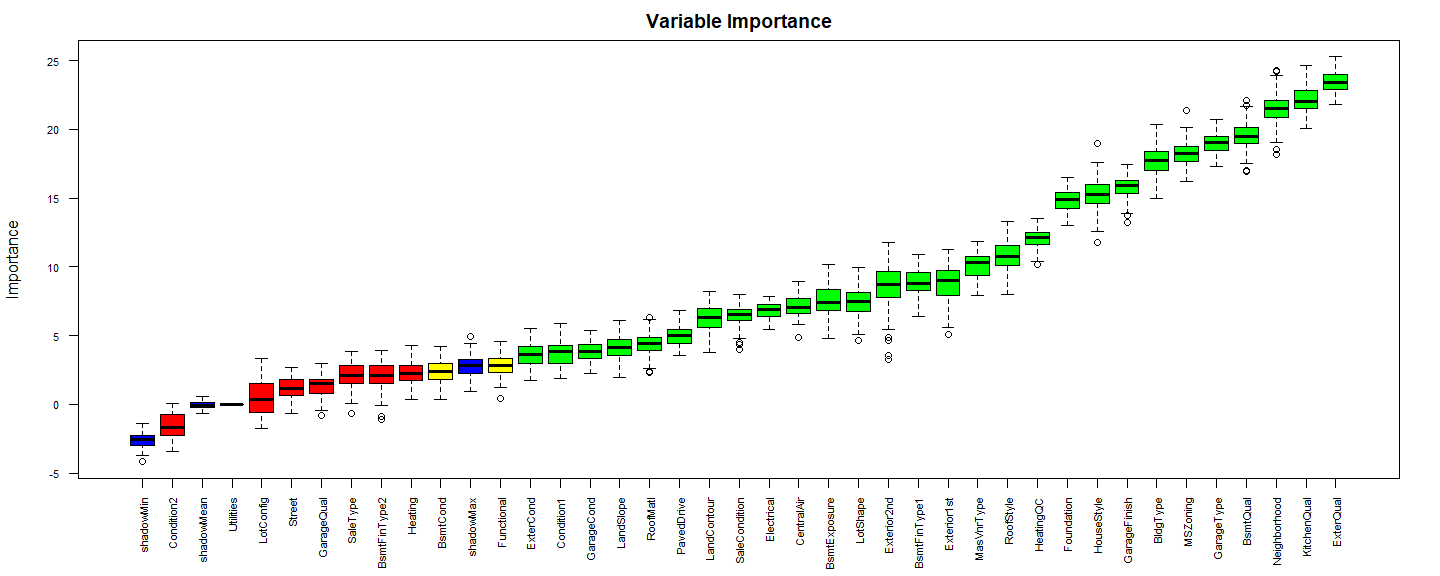 Variable Importance
Importance
25
20
15
10
5
0
-5
shadowMin
Condition2
shadowMean
Utilities
LotConfig
Street
GarageQual
SaleType
BsmtFinType2
Heating
BsmtCond
shadowMax
Functional
ExterCond
Condition1
GarageCond
LandSlope
RoofMatl
PavedDrive
LandContour
SaleCondition
Electrical
CentralAir
BsmtExposure
LotShape
Exterior2nd
BsmtFinType1
Exterior1st
MasVnrType
RoofStyle
HeatingQC
Foundation
HouseStyle
GarageFinish
BldgType
MSZoning
GarageType
BsmtQual
Neighborhood
KitchenQual
ExterQual